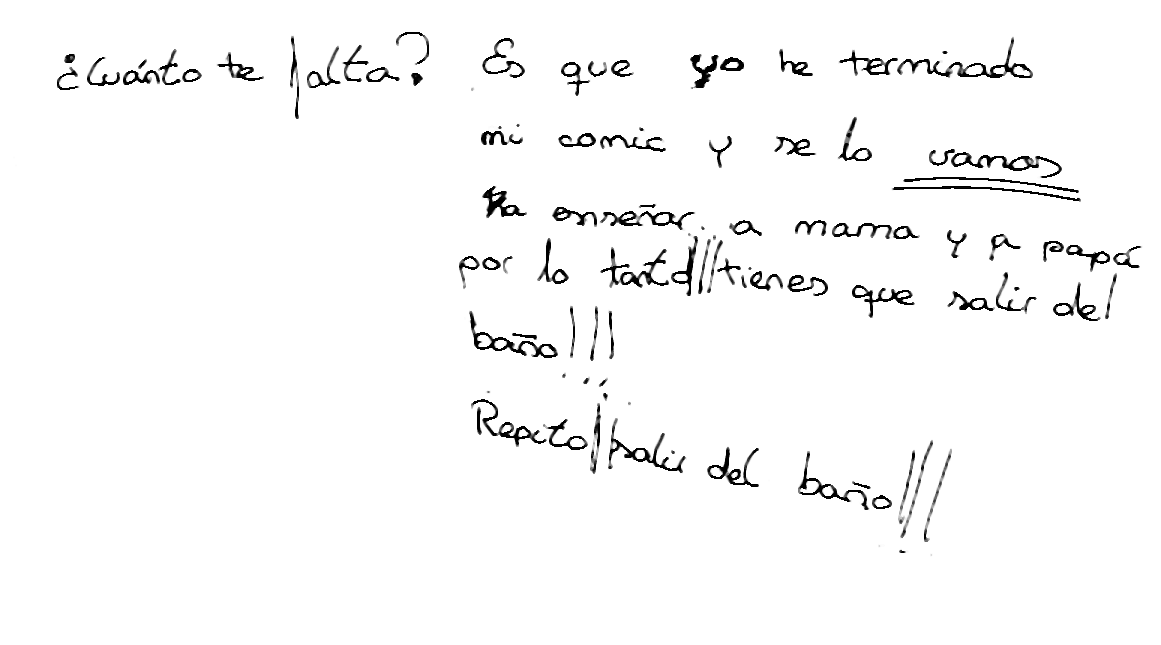 ¿Cuánto te falta? Es que yo he terminado
mi comic y se lo vamos
a enseñar a mama y a papá
por lo tanto!!! tienes que salir del
baño!!!
Repito!! salir del baño!!!